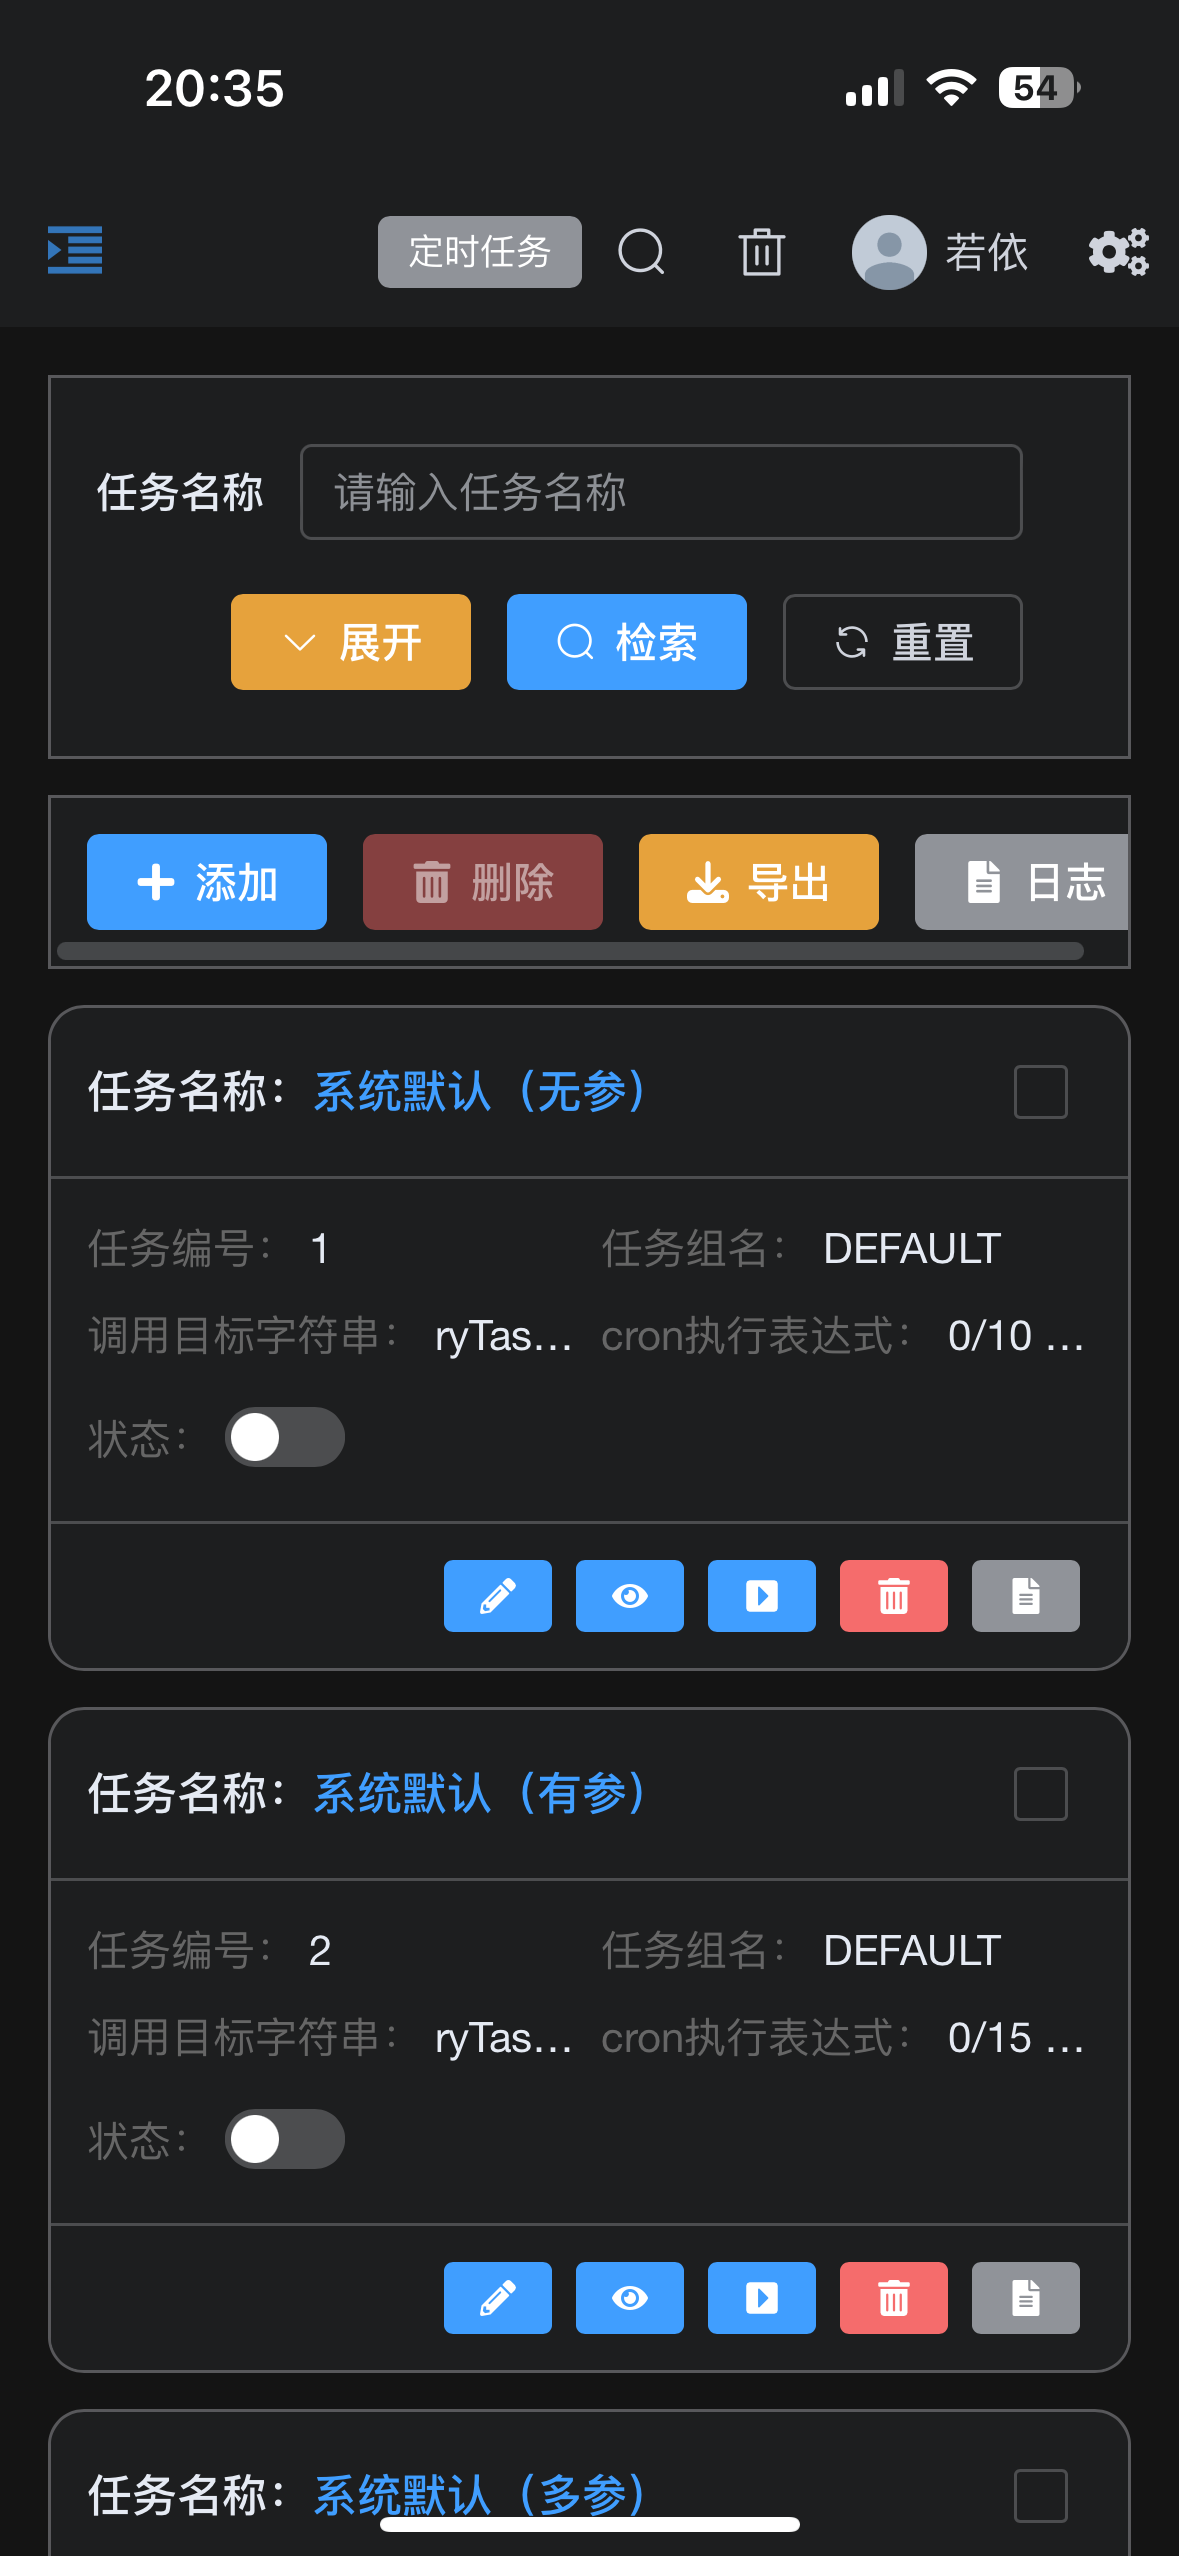 20:35
54
定时任务
若依
任务名称
请输入任务名称
展开
检索
重置
添加
删除
导出
日志
任务名称：系统默认（无参）
任务编号： 1
任务组名： DEFAULT
调用目标字符串： ryTas...
cron执行表达式： 0/10 ...
状态：
任务名称：系统默认（有参）
任务编号： 2
任务组名： DEFAULT
调用目标字符串： ryTas...
cron执行表达式： 0/15 ...
状态：
任务名称：系统默认（多参）